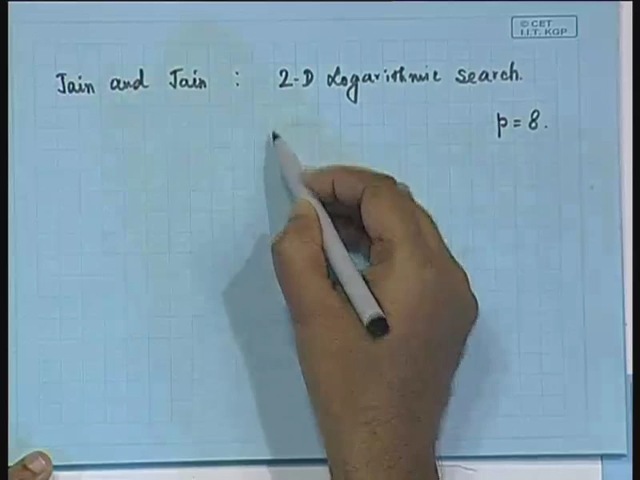 © CET
I.I.T. KGP
Jain and Jain : 2-D Logarithmic search.
p = 8.